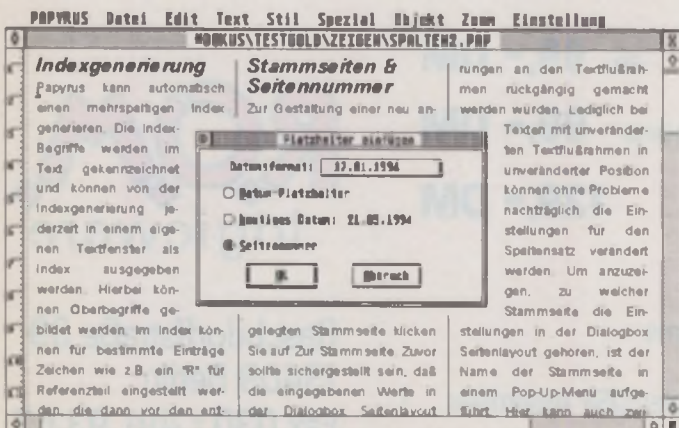 PAPYRUS Datei Edit Text Stil Spezial Objekt Zoom Einstellung
\TESTGOLD\ZEIGEN\SPALTEN2.PAP
Indexgenerierung
Papyrus kann automatisch
einen mehrspaltigen Index
generieren. Die Index-
Begriffe werden im
Text gekennzeichnet
und können von der
Indexgenerierung je-
derzeit in einem eige-
nen Textfenster als
Index ausgegeben
werden. Hierbei kön-
nen Oberbegriffe ge-
bildet werden. Im Index kön-
nen für bestimmte Einträge
Zeichen wie z.B. ein "R" für
Referenzteil eingestellt wer-
den, die dann vor den ent-
Stammseiten &
Seitennummer
Zur Gestaltung einer neu an-
Platzhalter einfügen
Datumsformat: 17.01.1994
Datum-Platzhalter
heutiges Datum: 21.05.1994
Seitennummer
OK Abbruch
gelegten Stammseite klicken
Sie auf Zur Stammseite Zuvor
sollte sichergestellt sein, daß
die eingegebenen Werte in
der Dialogbox Seitenlayout
rungen an den Textflußrah-
men rückgängig gemacht
werden würden. Lediglich bei
Texten mit unveränder-
ten Textflußrahmen in
unveränderter Position
können ohne Probleme
nachträglich die Ein-
stellungen für den
Spaltensatz verändert
werden. Um anzuzei-
gen, zu welcher
Stammseite die Ein-
stellungen in der Dialogbox
Seitenlayout gehören, ist der
Name der Stammseite in
einem Pop-Up-Menü aufge-
führt. Hier kann auch zwi-